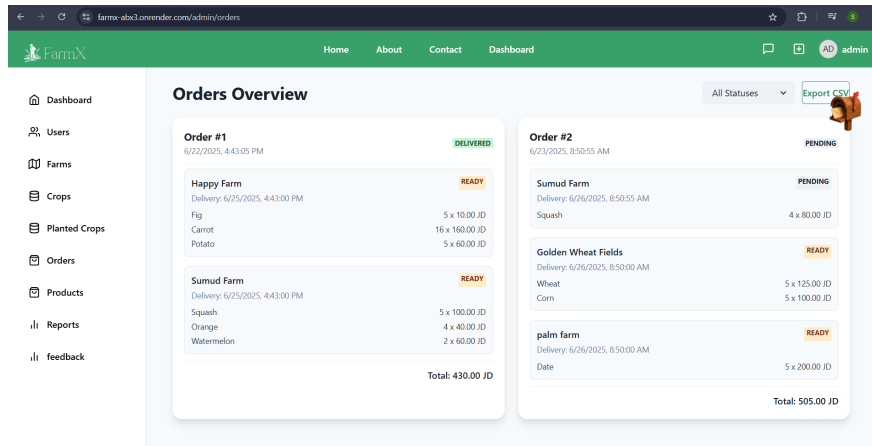 farmx-abx3.onrender.com/admin/orders
S
FarmX
Home About Contact Dashboard
AD admin
Dashboard
Users
Farms
Crops
Planted Crops
Orders
Products
Reports
feedback
Orders Overview
All Statuses
Export CSV
Order #1
DELIVERED
6/22/2025, 4:43:05 PM
Happy Farm READY
Delivery: 6/25/2025, 4:43:00 PM
Fig 5 x 10.00 JD
Carrot 16 x 160.00 JD
Potato 5 x 60.00 JD
Sumud Farm READY
Delivery: 6/25/2025, 4:43:00 PM
Squash 5 x 100.00 JD
Orange 4 x 40.00 JD
Watermelon 2 x 60.00 JD
Total: 430.00 JD
Order #2
PENDING
6/23/2025, 8:50:55 AM
Sumud Farm PENDING
Delivery: 6/26/2025, 8:50:55 AM
Squash 4 x 80.00 JD
Golden Wheat Fields READY
Delivery: 6/26/2025, 8:50:00 AM
Wheat 5 x 125.00 JD
Corn 5 x 100.00 JD
palm farm READY
Delivery: 6/26/2025, 8:50:00 AM
Date 5 x 200.00 JD
Total: 505.00 JD